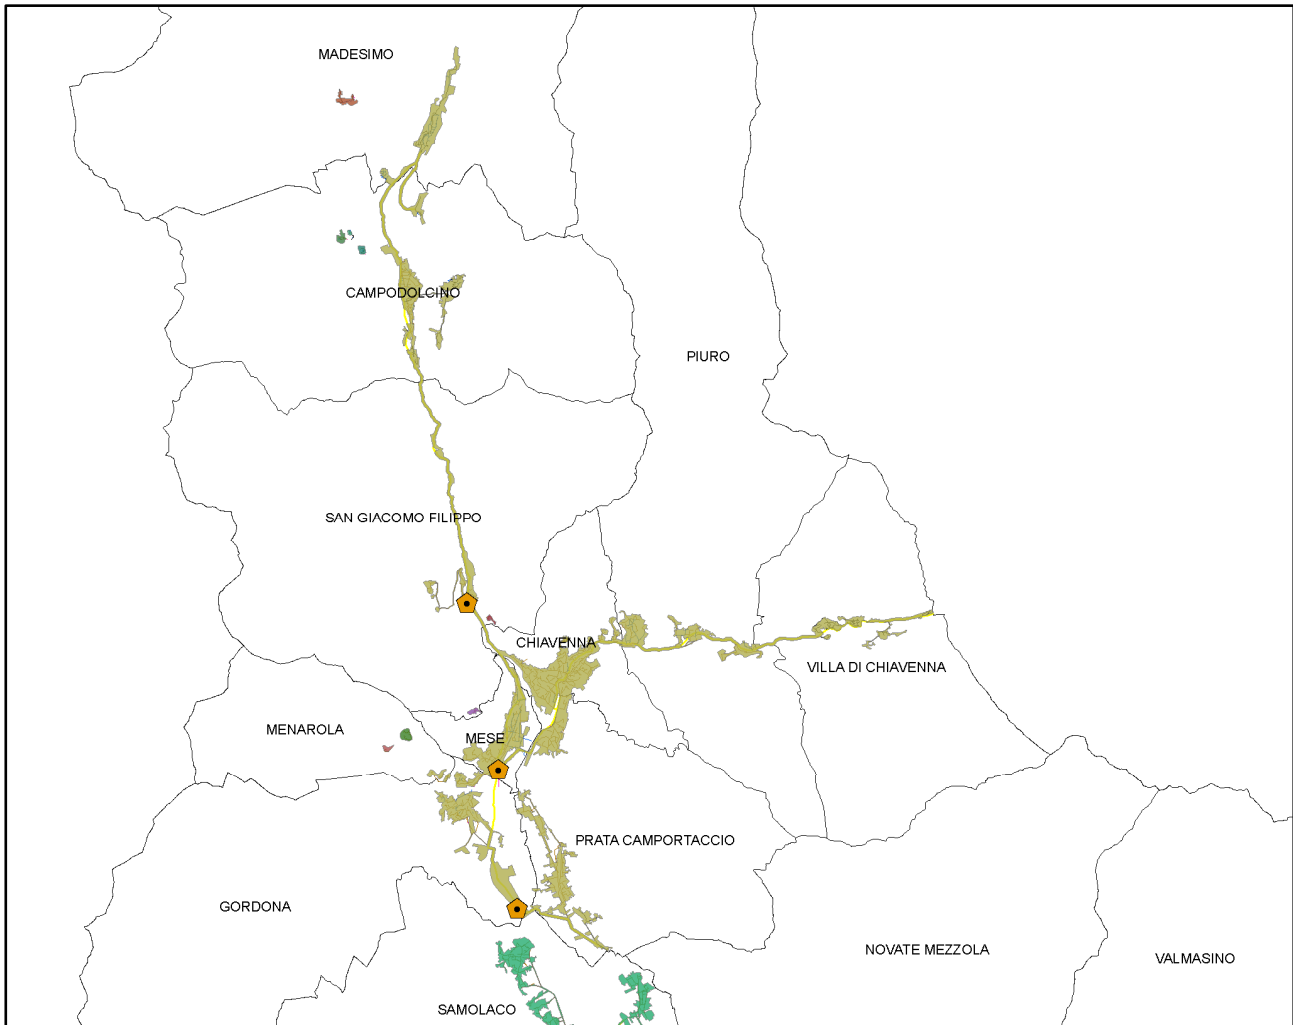 MADESIMO
CAMPODOLCINO
PIURO
SAN GIACOMO FILIPPO
CHIAVENNA
VILLA DI CHIAVENNA
MENAROLA
MESE
PRATA CAMPORTACCIO
GORDONA
NOVATE MEZZOLA
VALMASINO
SAMOLACO